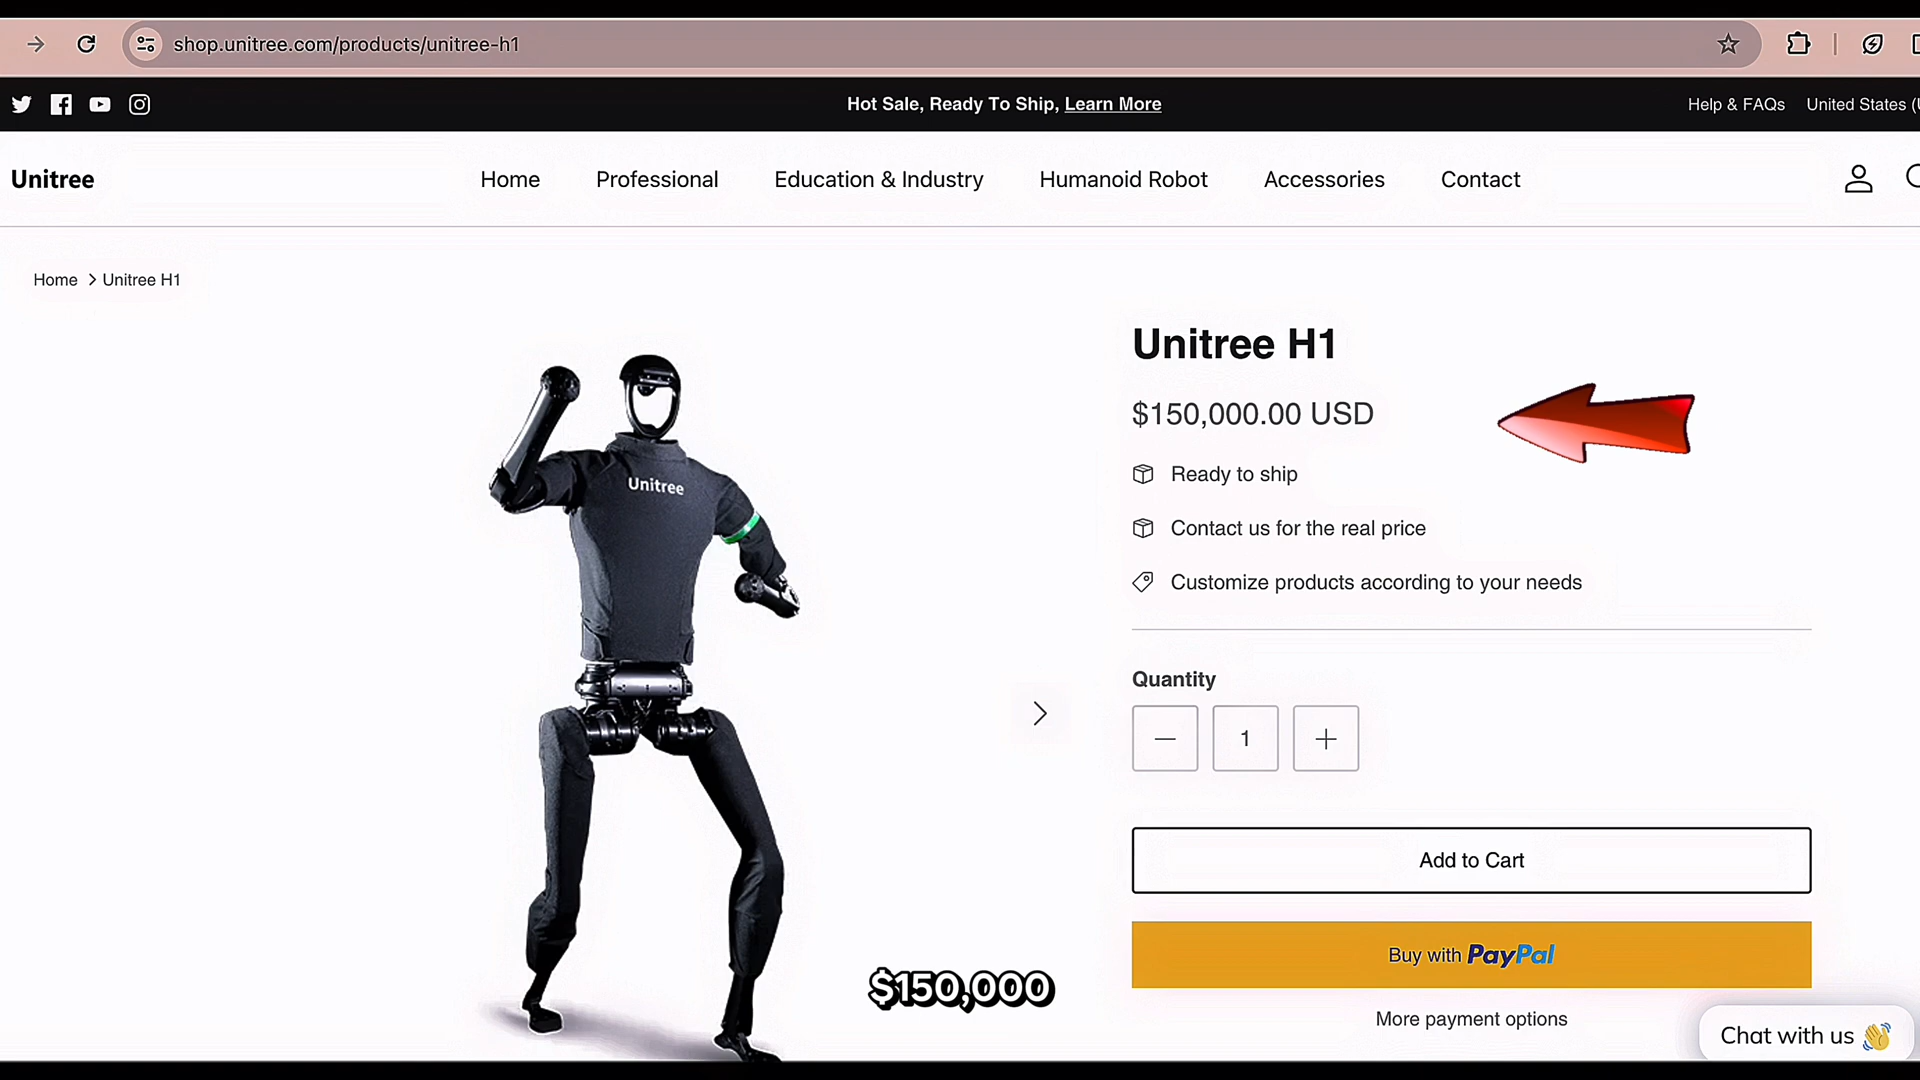 shop.unitree.com/products/unitree-h1
Hot Sale, Ready To Ship, Learn More
Help & FAQs
United States (
Unitree
Home
Professional
Education & Industry
Humanoid Robot
Accessories
Contact
Home > Unitree H1
Unitree
Unitree H1
$150,000.00 USD
Ready to ship
Contact us for the real price
Customize products according to your needs
Quantity
1
Add to Cart
Buy with PayPal
More payment options
$150,000
Chat with us 👋